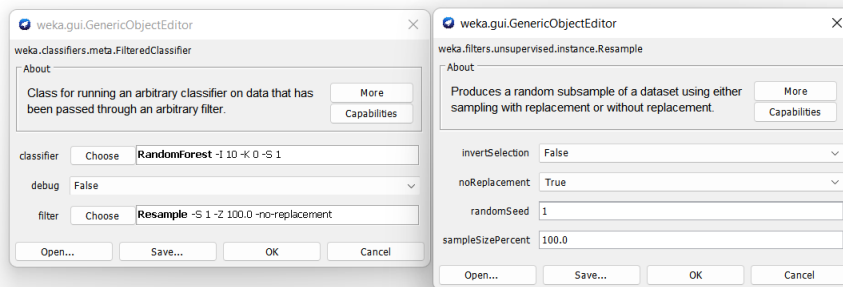 weka.gui.GenericObjectEditor
weka.classifiers.meta.FilteredClassifier
About
Class for running an arbitrary classifier on data that has
been passed through an arbitrary filter.
More
Capabilities
classifier Choose RandomForest -I 10 -K 0 -S 1
debug False
filter Choose Resample -S 1 -Z 100.0 -no-replacement
Open... Save... OK Cancel
weka.gui.GenericObjectEditor
weka.filters.unsupervised.instance.Resample
About
Produces a random subsample of a dataset using either
sampling with replacement or without replacement.
More
Capabilities
invertSelection False
noReplacement True
randomSeed 1
sampleSizePercent 100.0
Open... Save... OK Cancel